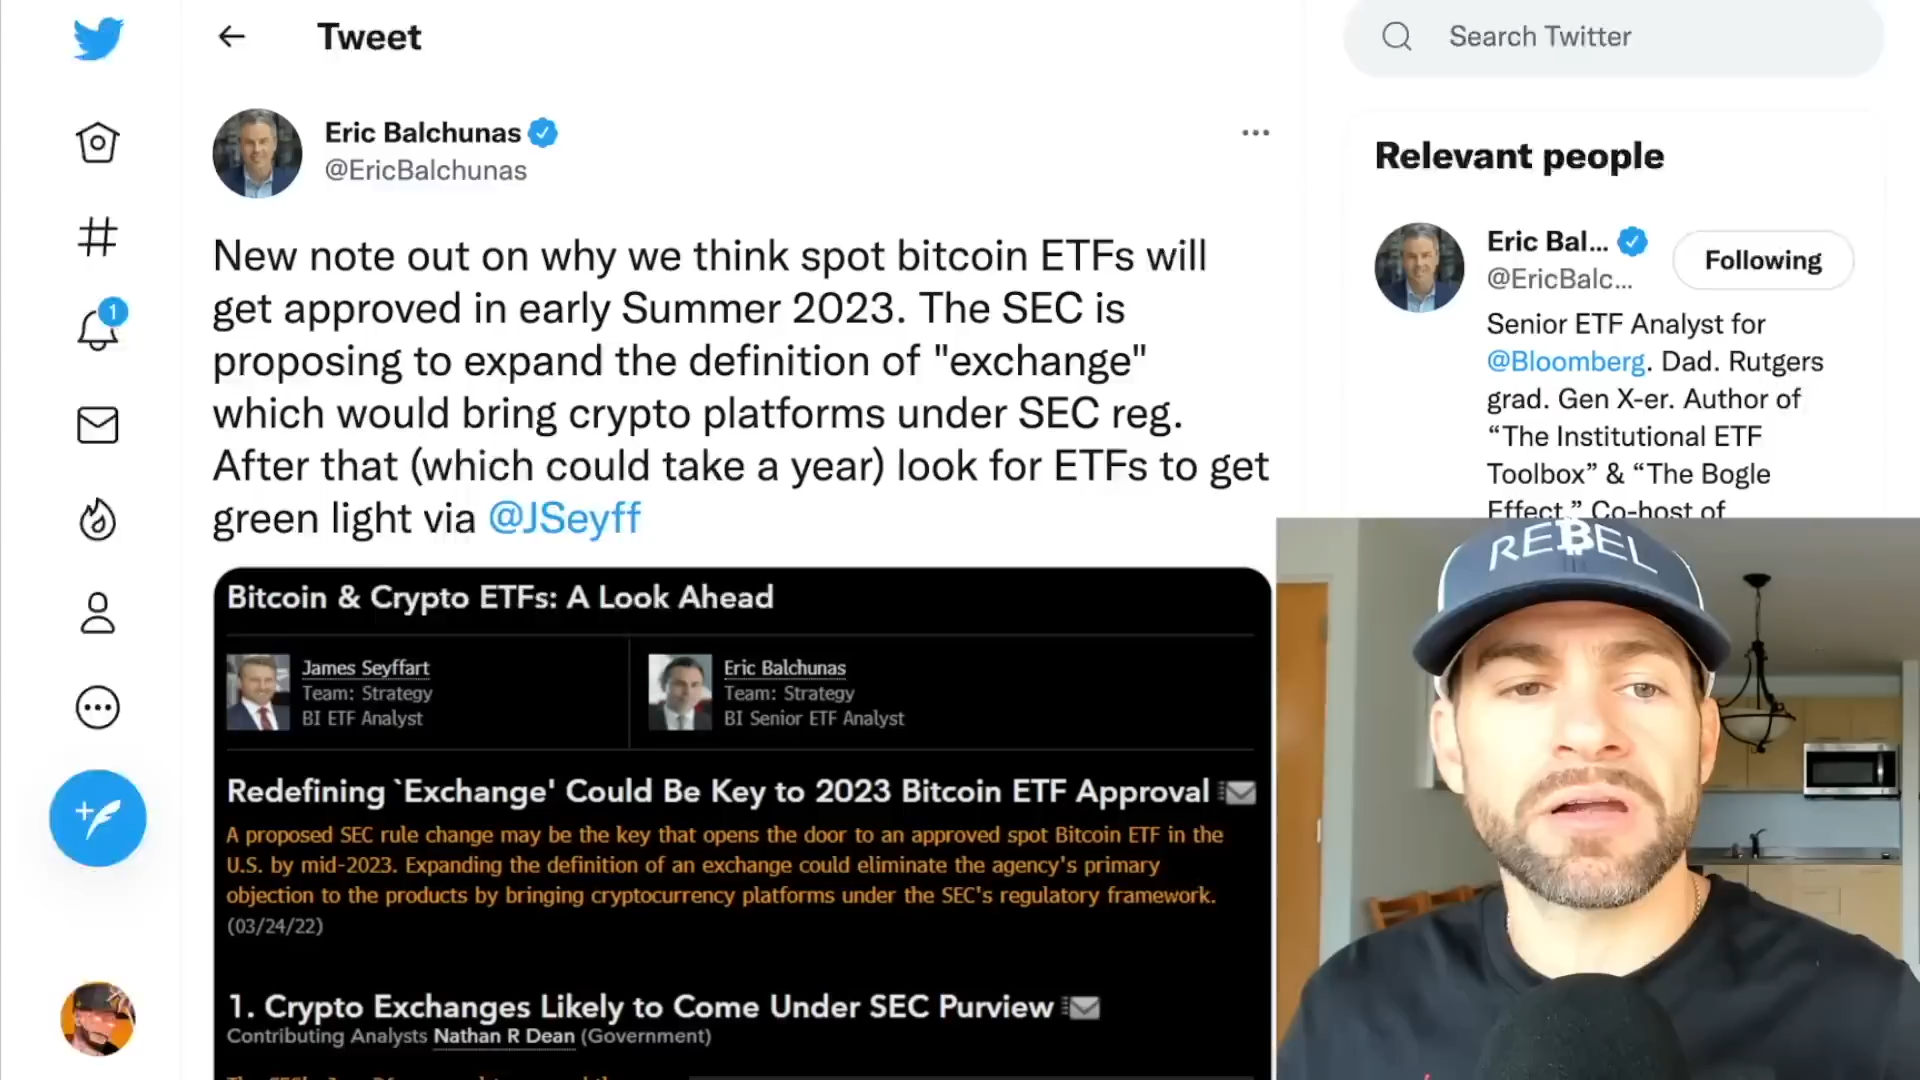 Tweet
Search Twitter
Eric Balchunas
@EricBalchunas
...
1
New note out on why we think spot bitcoin ETFs will
get approved in early Summer 2023. The SEC is
proposing to expand the definition of "exchange"
which would bring crypto platforms under SEC reg.
After that (which could take a year) look for ETFs to get
green light via @JSeyff
Relevant people
Eric Bal...
@EricBalc...
Following
Senior ETF Analyst for
@Bloomberg. Dad. Rutgers
grad. Gen X-er. Author of
“The Institutional ETF
Toolbox” & “The Bogle
Effect.” Co-host of
Bitcoin & Crypto ETFs: A Look Ahead
James Seyffart
Team: Strategy
BI ETF Analyst
Eric Balchunas
Team: Strategy
BI Senior ETF Analyst
Redefining `Exchange' Could Be Key to 2023 Bitcoin ETF Approval
A proposed SEC rule change may be the key that opens the door to an approved spot Bitcoin ETF in the
U.S. by mid-2023. Expanding the definition of an exchange could eliminate the agency's primary
objection to the products by bringing cryptocurrency platforms under the SEC's regulatory framework.
(03/24/22)
1. Crypto Exchanges Likely to Come Under SEC Purview
Contributing Analysts Nathan R Dean (Government)
REBEL